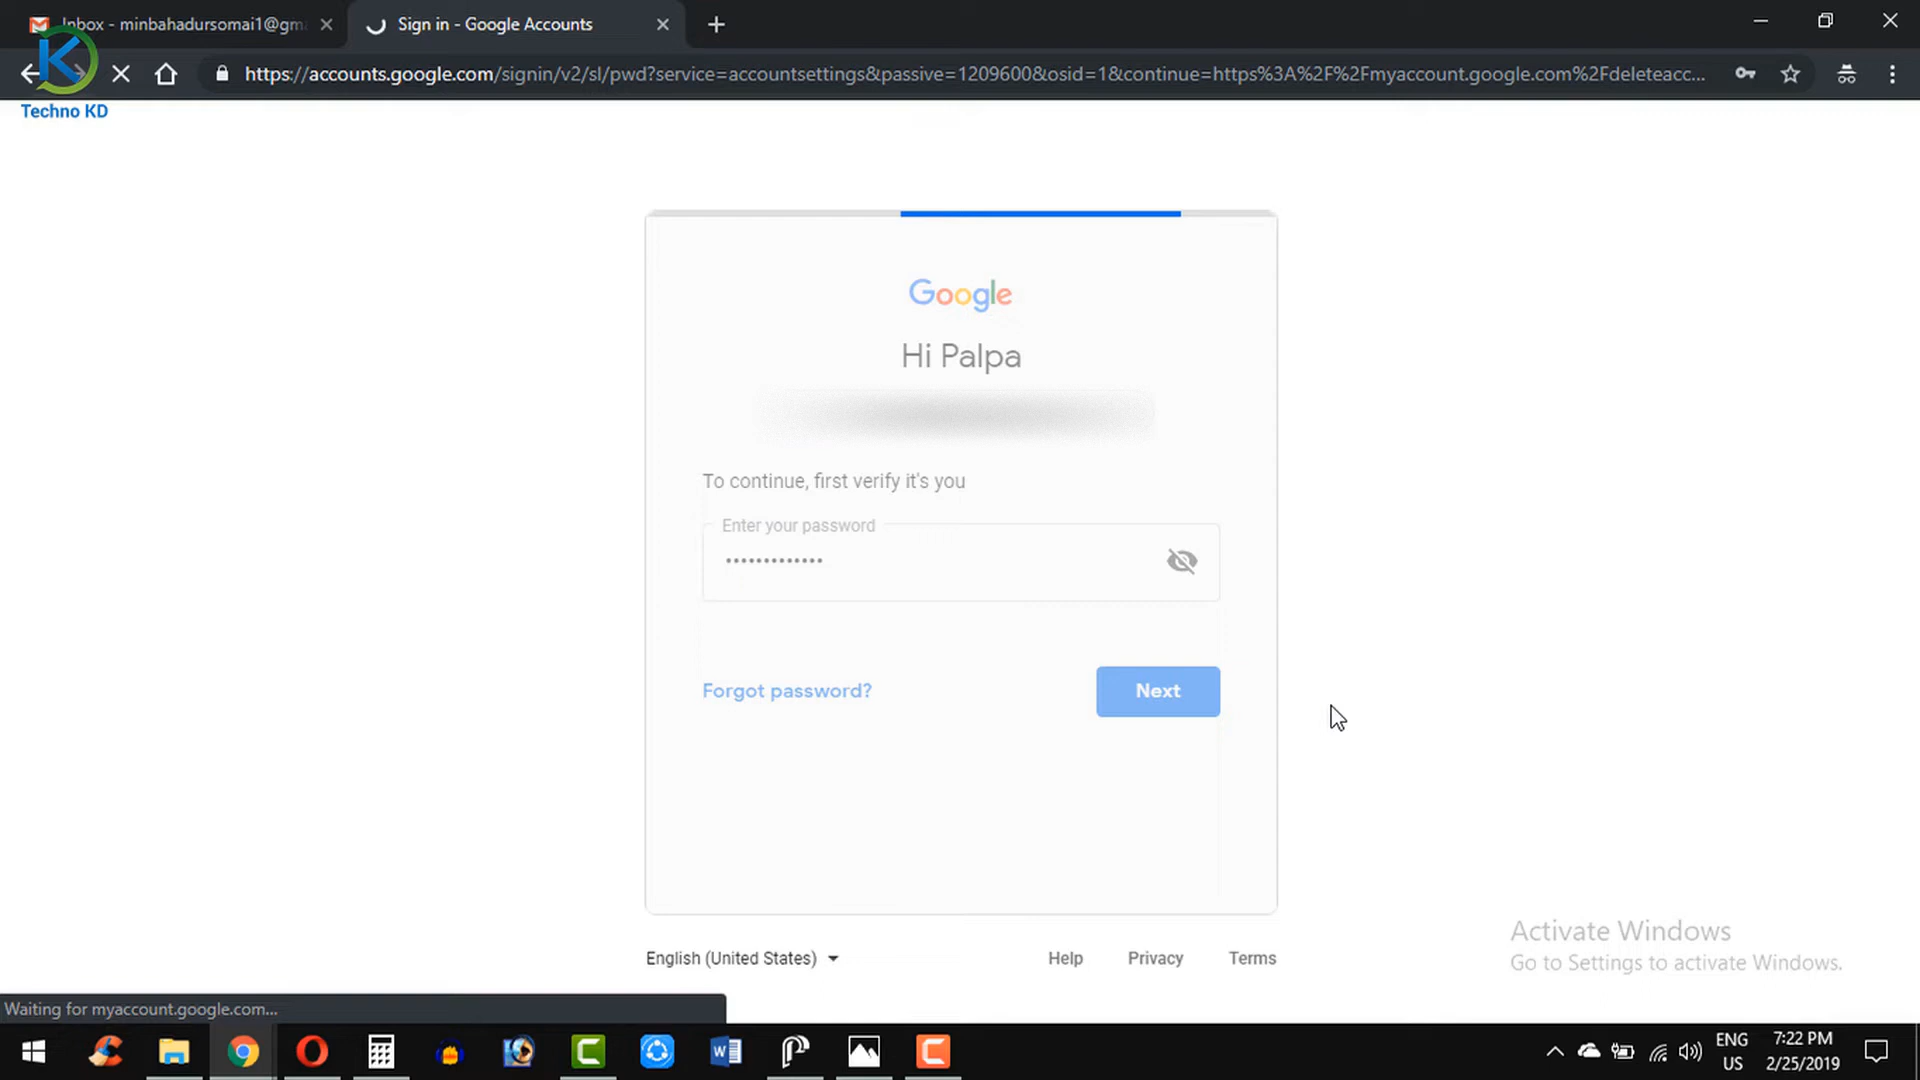 Inbox - minbahadursomai1@gm
Sign in - Google Accounts
https://accounts.google.com/signin/v2/sl/pwd?service=accountsettings&passive=1209600&osid=1&continue=https%3A%2F%2Fmyaccount.google.com%2Fdeleteacc...
Techno KD
Google
Hi Palpa
To continue, first verify it's you
Enter your password
•••••••••••••
Forgot password?
Next
English (United States)
Help
Privacy
Terms
Activate Windows
Go to Settings to activate Windows.
Waiting for myaccount.google.com...
ENG
US
7:22 PM
2/25/2019